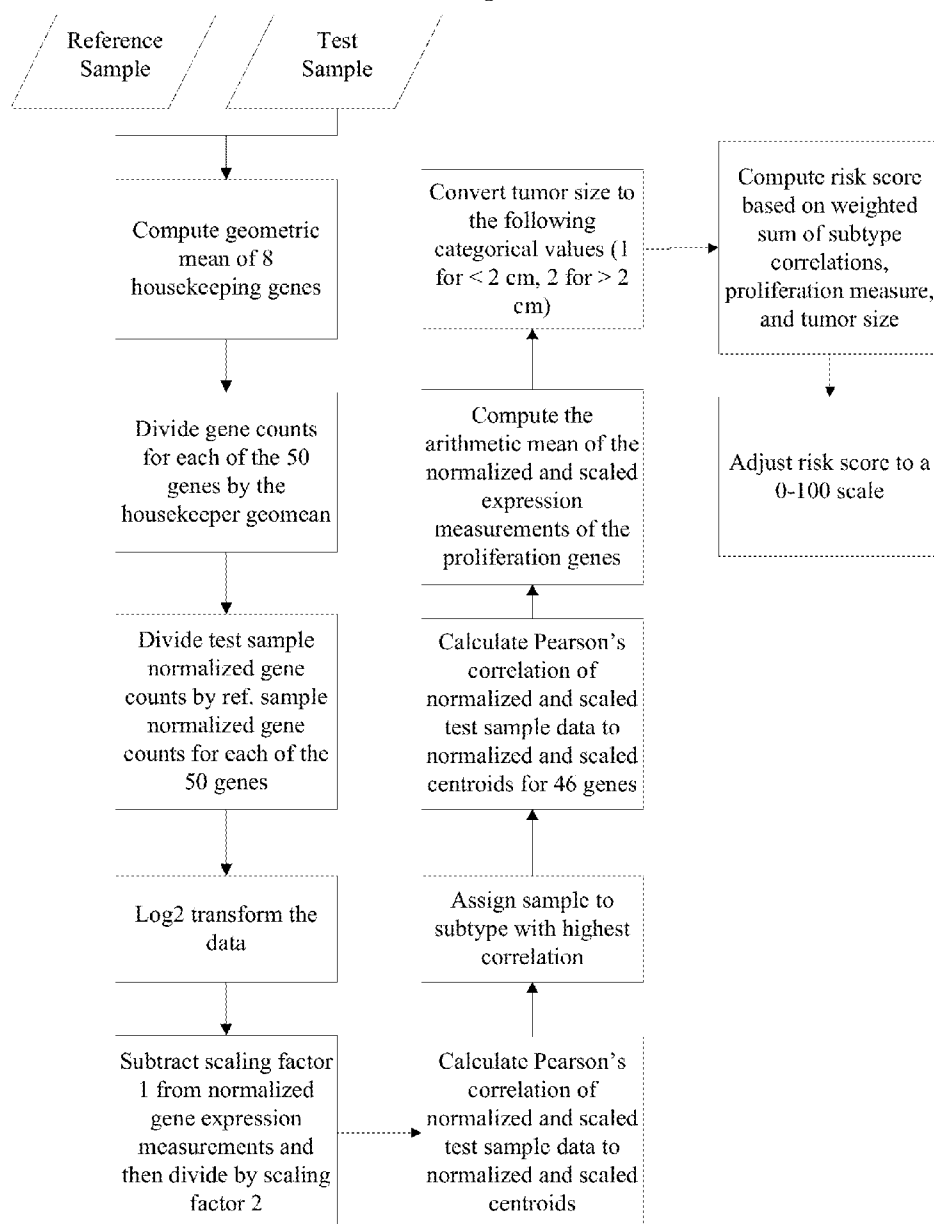 Reference
Sample
Test
Sample
Compute geometric
mean of 8
housekeeping genes
Divide gene counts
for each of the 50
genes by the
housekeeper geomean
Divide test sample
normalized gene
counts by ref. sample
normalized gene
counts for each of the
50 genes
Log2 transform the
data
Subtract scaling factor
1 from normalized
gene expression
measurements and
then divide by scaling
factor 2
Calculate Pearson's
correlation of
normalized and scaled
test sample data to
normalized and scaled
centroids
Assign sample to
subtype with highest
correlation
Calculate Pearson's
correlation of
normalized and scaled
test sample data to
normalized and scaled
centroids for 46 genes
Compute the
arithmetic mean of the
normalized and scaled
expression
measurements of the
proliferation genes
Convert tumor size to
the following
categorical values (1
for < 2 cm, 2 for > 2
cm)
Compute risk score
based on weighted
sum of subtype
correlations,
proliferation measure,
and tumor size
Adjust risk score to a
0-100 scale